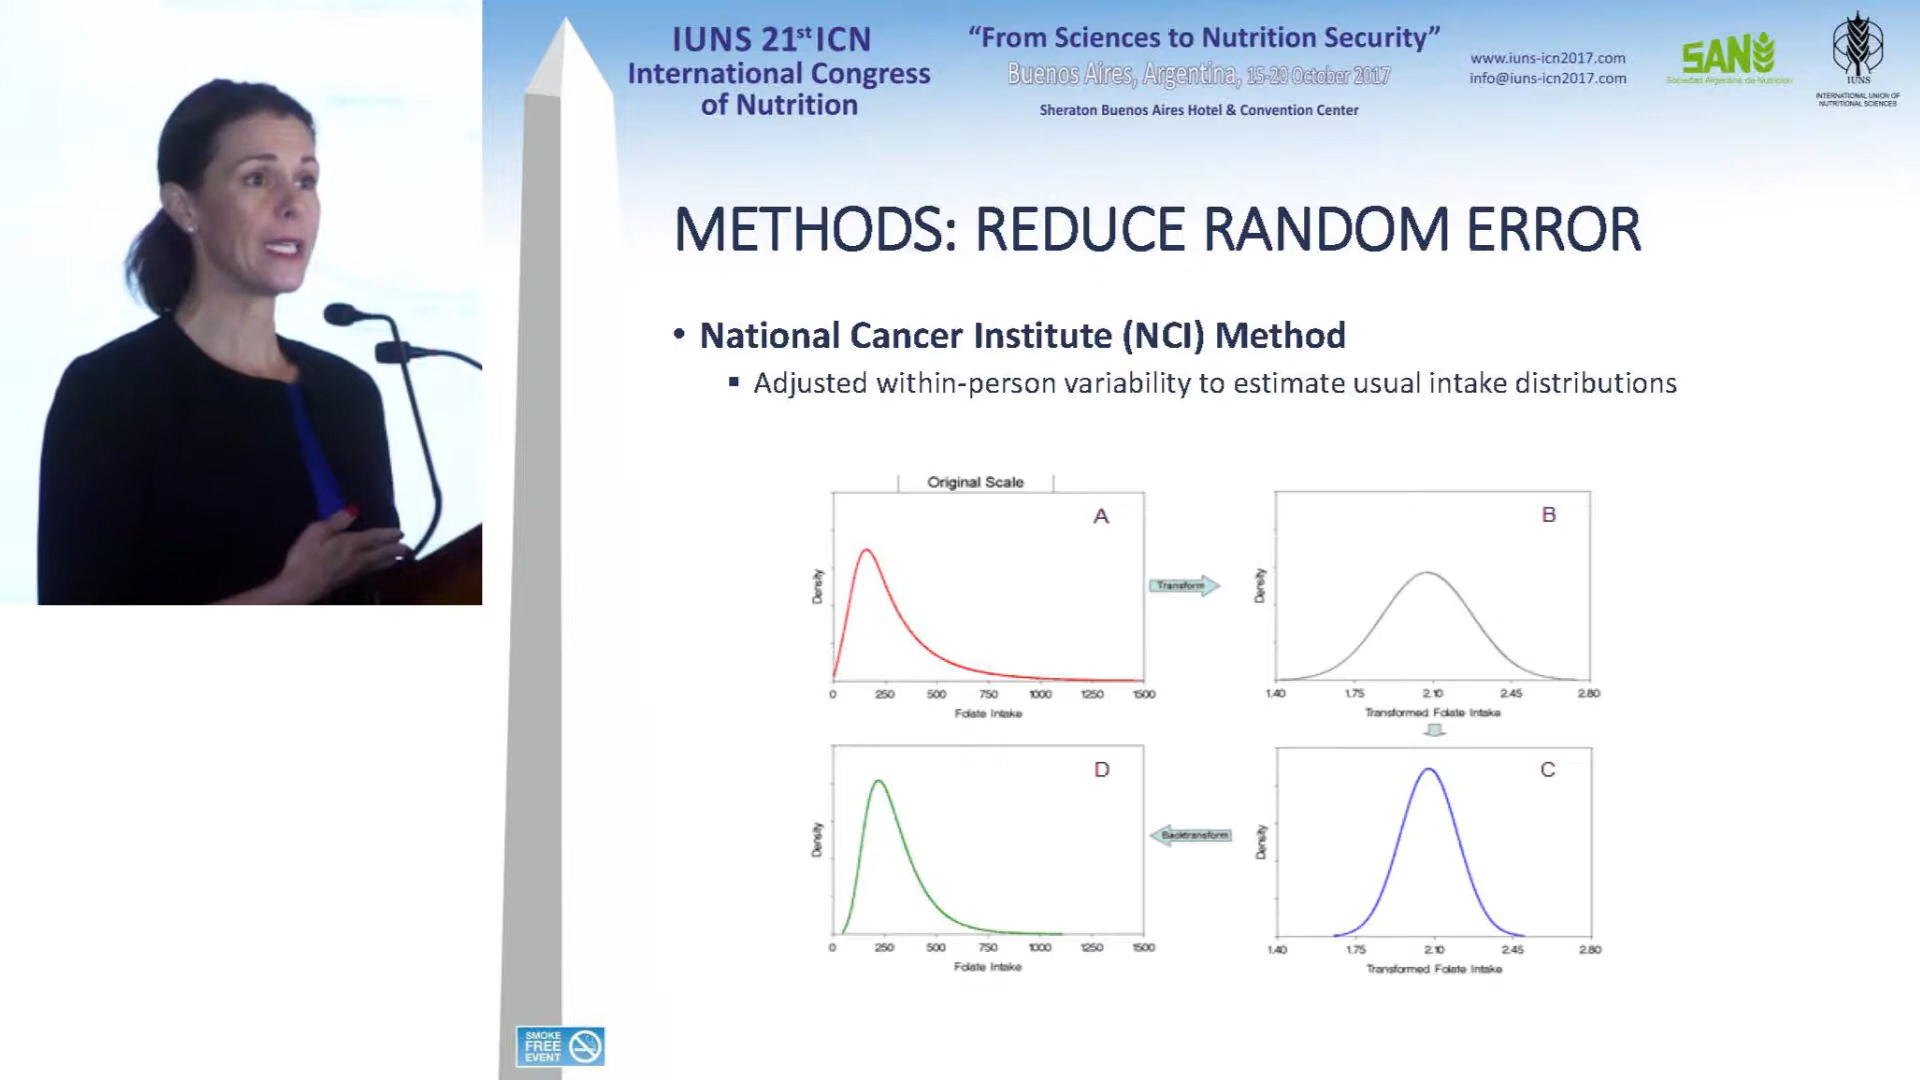 IUNS 21st ICN
International Congress
of Nutrition
“From Sciences to Nutrition Security”
Buenos Aires, Argentina, 15-20 October 2017
Sheraton Buenos Aires Hotel & Convention Center
www.iuns-icn2017.com
info@iuns-icn2017.com
SAN
Sociedad Argentina de Nutrición
IUNS
INTERNATIONAL UNION OF
NUTRITIONAL SCIENCES
METHODS: REDUCE RANDOM ERROR
• National Cancer Institute (NCI) Method
▪ Adjusted within-person variability to estimate usual intake distributions
Original Scale
A
Density
0 250 500 750 1000 1250 1500
Folate Intake
Transform
B
Density
1.40 1.75 2.10 2.45 2.80
Transformed Folate Intake
D
Density
0 250 500 750 1000 1250 1500
Folate Intake
Backtransform
C
Density
1.40 1.75 2.10 2.45 2.80
Transformed Folate Intake
SMOKE
FREE
EVENT